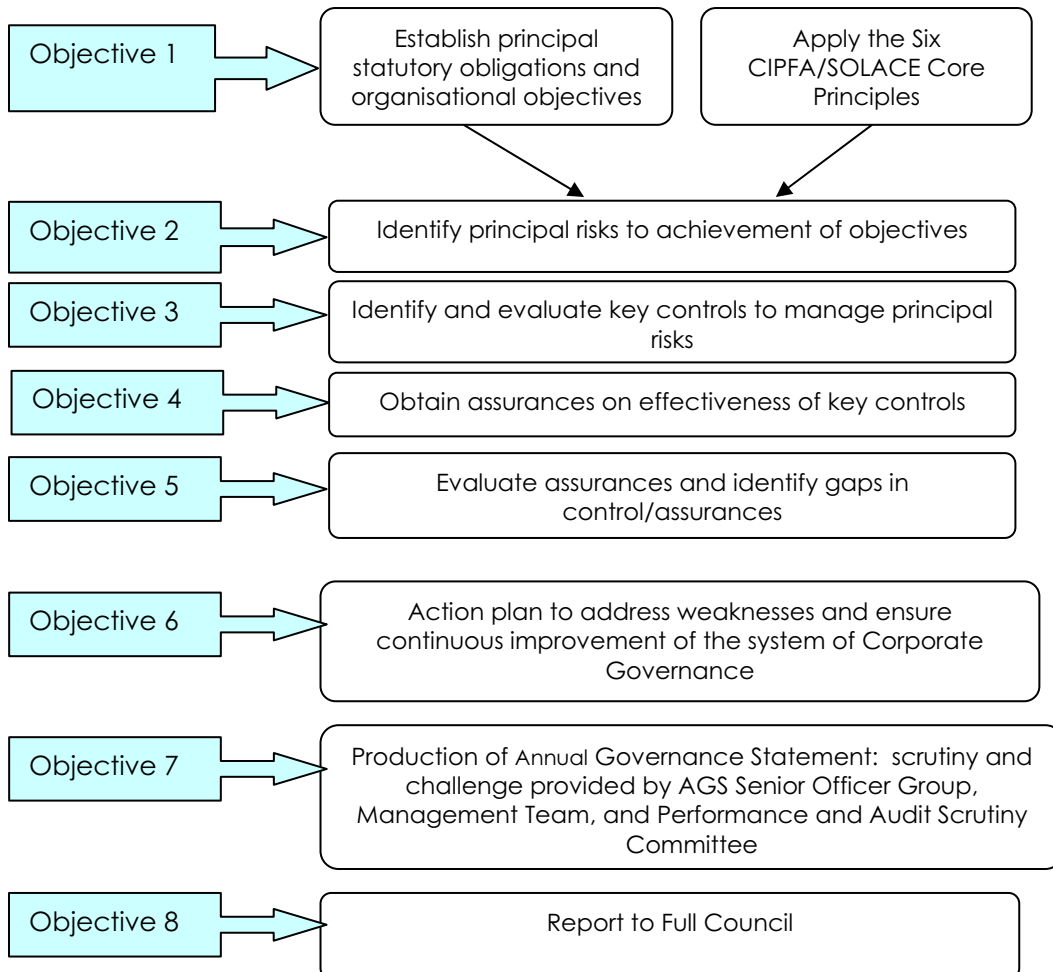 Objective 1
Establish principal
statutory obligations and
organisational objectives
Apply the Six
CIPFA/SOLACE Core
Principles
Objective 2
Identify principal risks to achievement of objectives
Objective 3
Identify and evaluate key controls to manage principal
risks
Objective 4
Obtain assurances on effectiveness of key controls
Objective 5
Evaluate assurances and identify gaps in
control/assurances
Objective 6
Action plan to address weaknesses and ensure
continuous improvement of the system of Corporate
Governance
Objective 7
Production of Annual Governance Statement: scrutiny and
challenge provided by AGS Senior Officer Group,
Management Team, and Performance and Audit Scrutiny
Committee
Objective 8
Report to Full Council